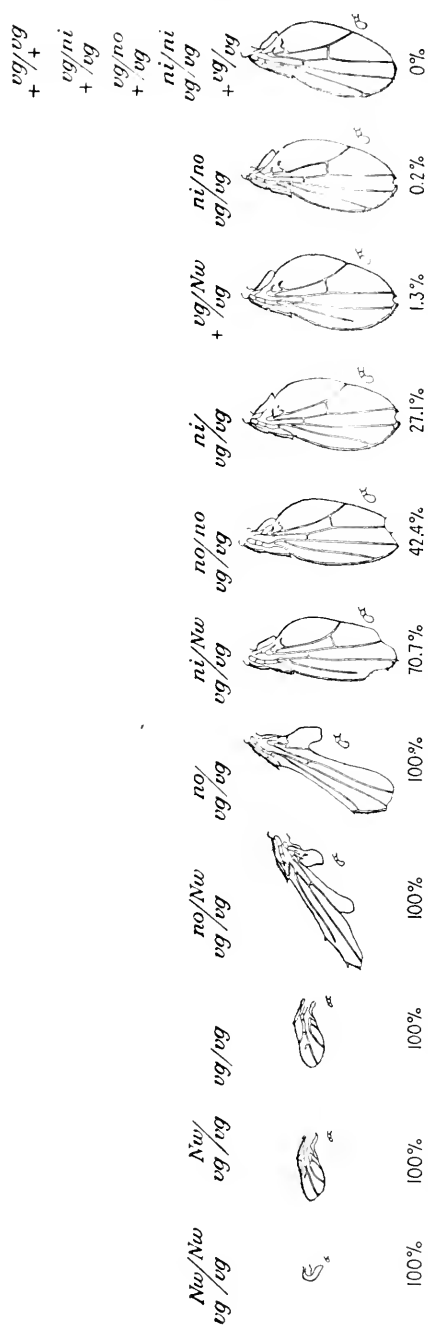 vg/vg
+/+
vg/ni
+/vg
vg/no
+/vg
ni/ni
vg/vg
+/vg
Nw/Nw
vg/vg
Nw/
vg/vg
vg/vg
no/Nw
vg/vg
no/
vg/vg
ni/Nw
vg/vg
no/no
vg/vg
ni/
vg/vg
vg/Nw
+/vg
ni/no
vg/vg
100% 100% 100% 100% 100% 70.7% 42.4% 27.1% 1.3% 0.2% 0%